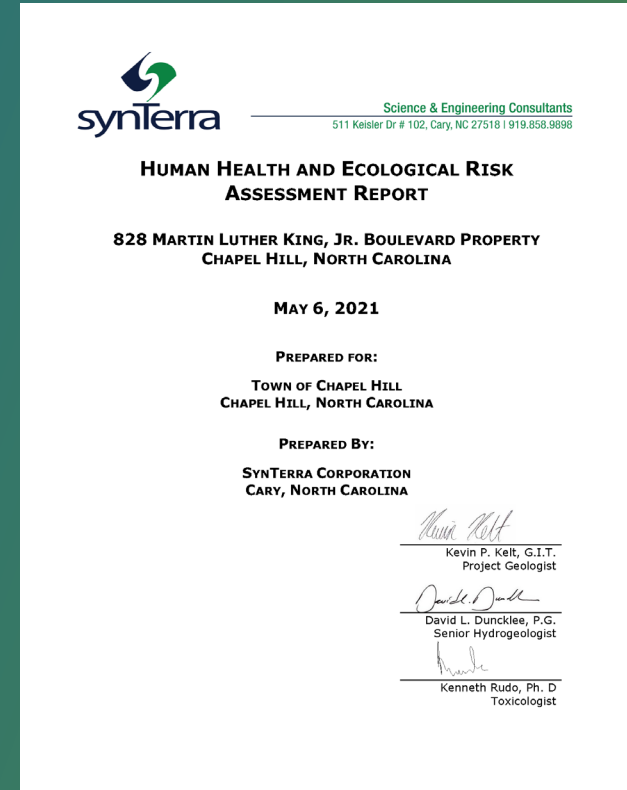 synTerra
Science & Engineering Consultants
511 Keisler Dr # 102, Cary, NC 27518 I 919.858.9898
HUMAN HEALTH AND ECOLOGICAL RISK
ASSESSMENT REPORT
828 MARTIN LUTHER KING, JR. BOULEVARD PROPERTY
CHAPEL HILL, NORTH CAROLINA
MAY 6, 2021
PREPARED FOR:
TOWN OF CHAPEL HILL
CHAPEL HILL, NORTH CAROLINA
PREPARED BY:
SYNTERRA CORPORATION
CARY, NORTH CAROLINA
Kevin Kelt
Kevin P. Kelt, G.I.T.
Project Geologist
David L. Duncklee, P.G.
Senior Hydrogeologist
Kenneth Rudo, Ph. D
Toxicologist